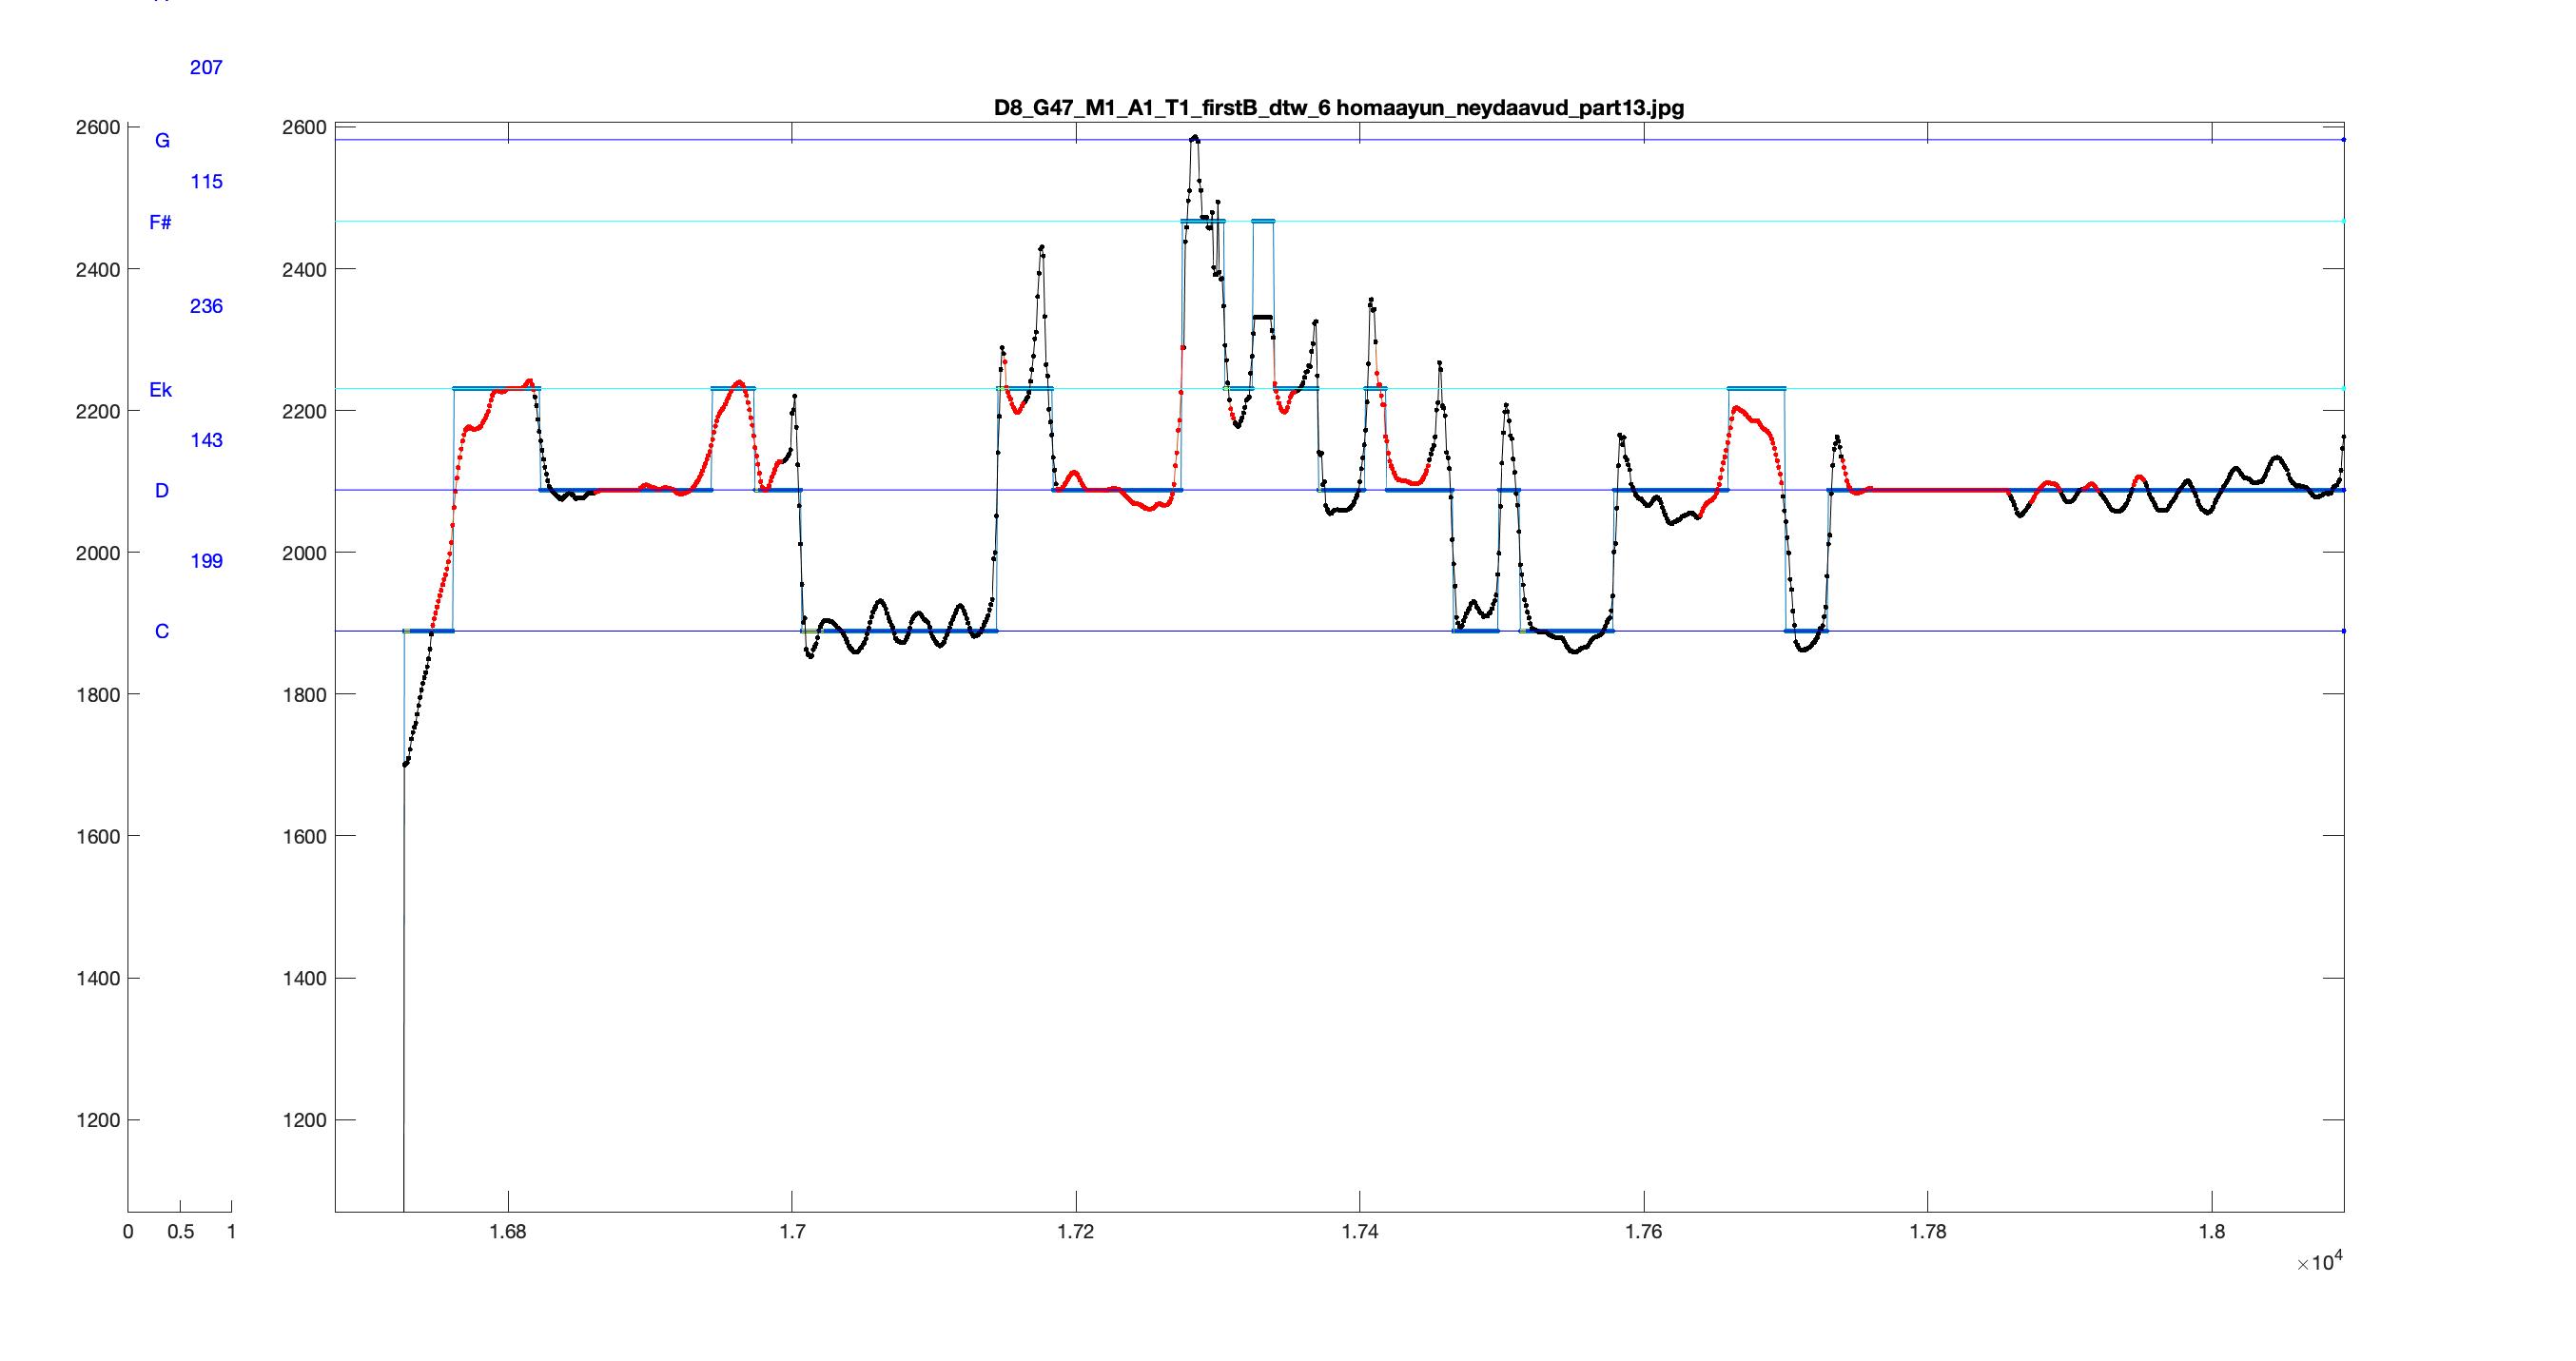 207
D8_G47_M1_A1_T1_firstB_dtw_6 homaayun_neydaavud_part13.jpg
2600 2600
G
115
F#
2400 2400
236
Ek
2200 2200
143
D
2000 2000
199
C
1800 1800
1600 1600
1400 1400
1200 1200
0 0.5 1 1.68 1.7 1.72 1.74 1.76 1.78 1.8
×10⁴